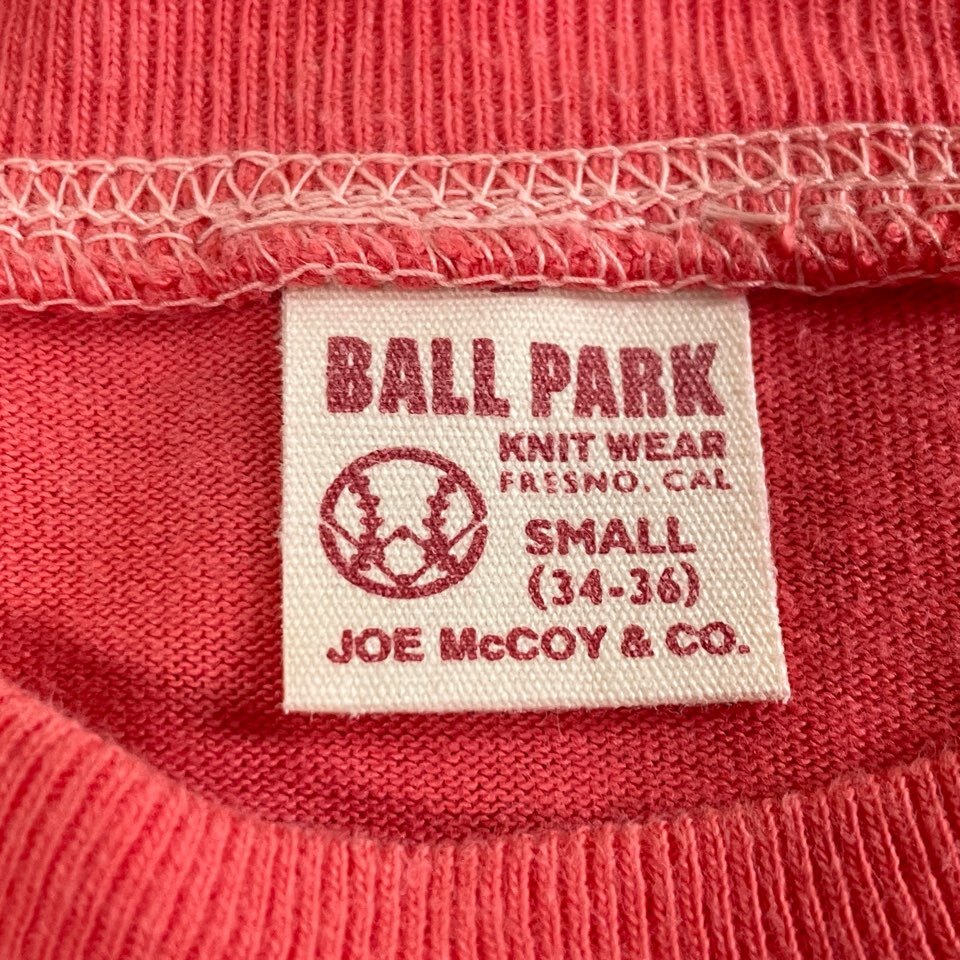 BALL PARK
KNIT WEAR
FRESNO. CAL
SMALL
(34-36)
JOE McCOY & CO.